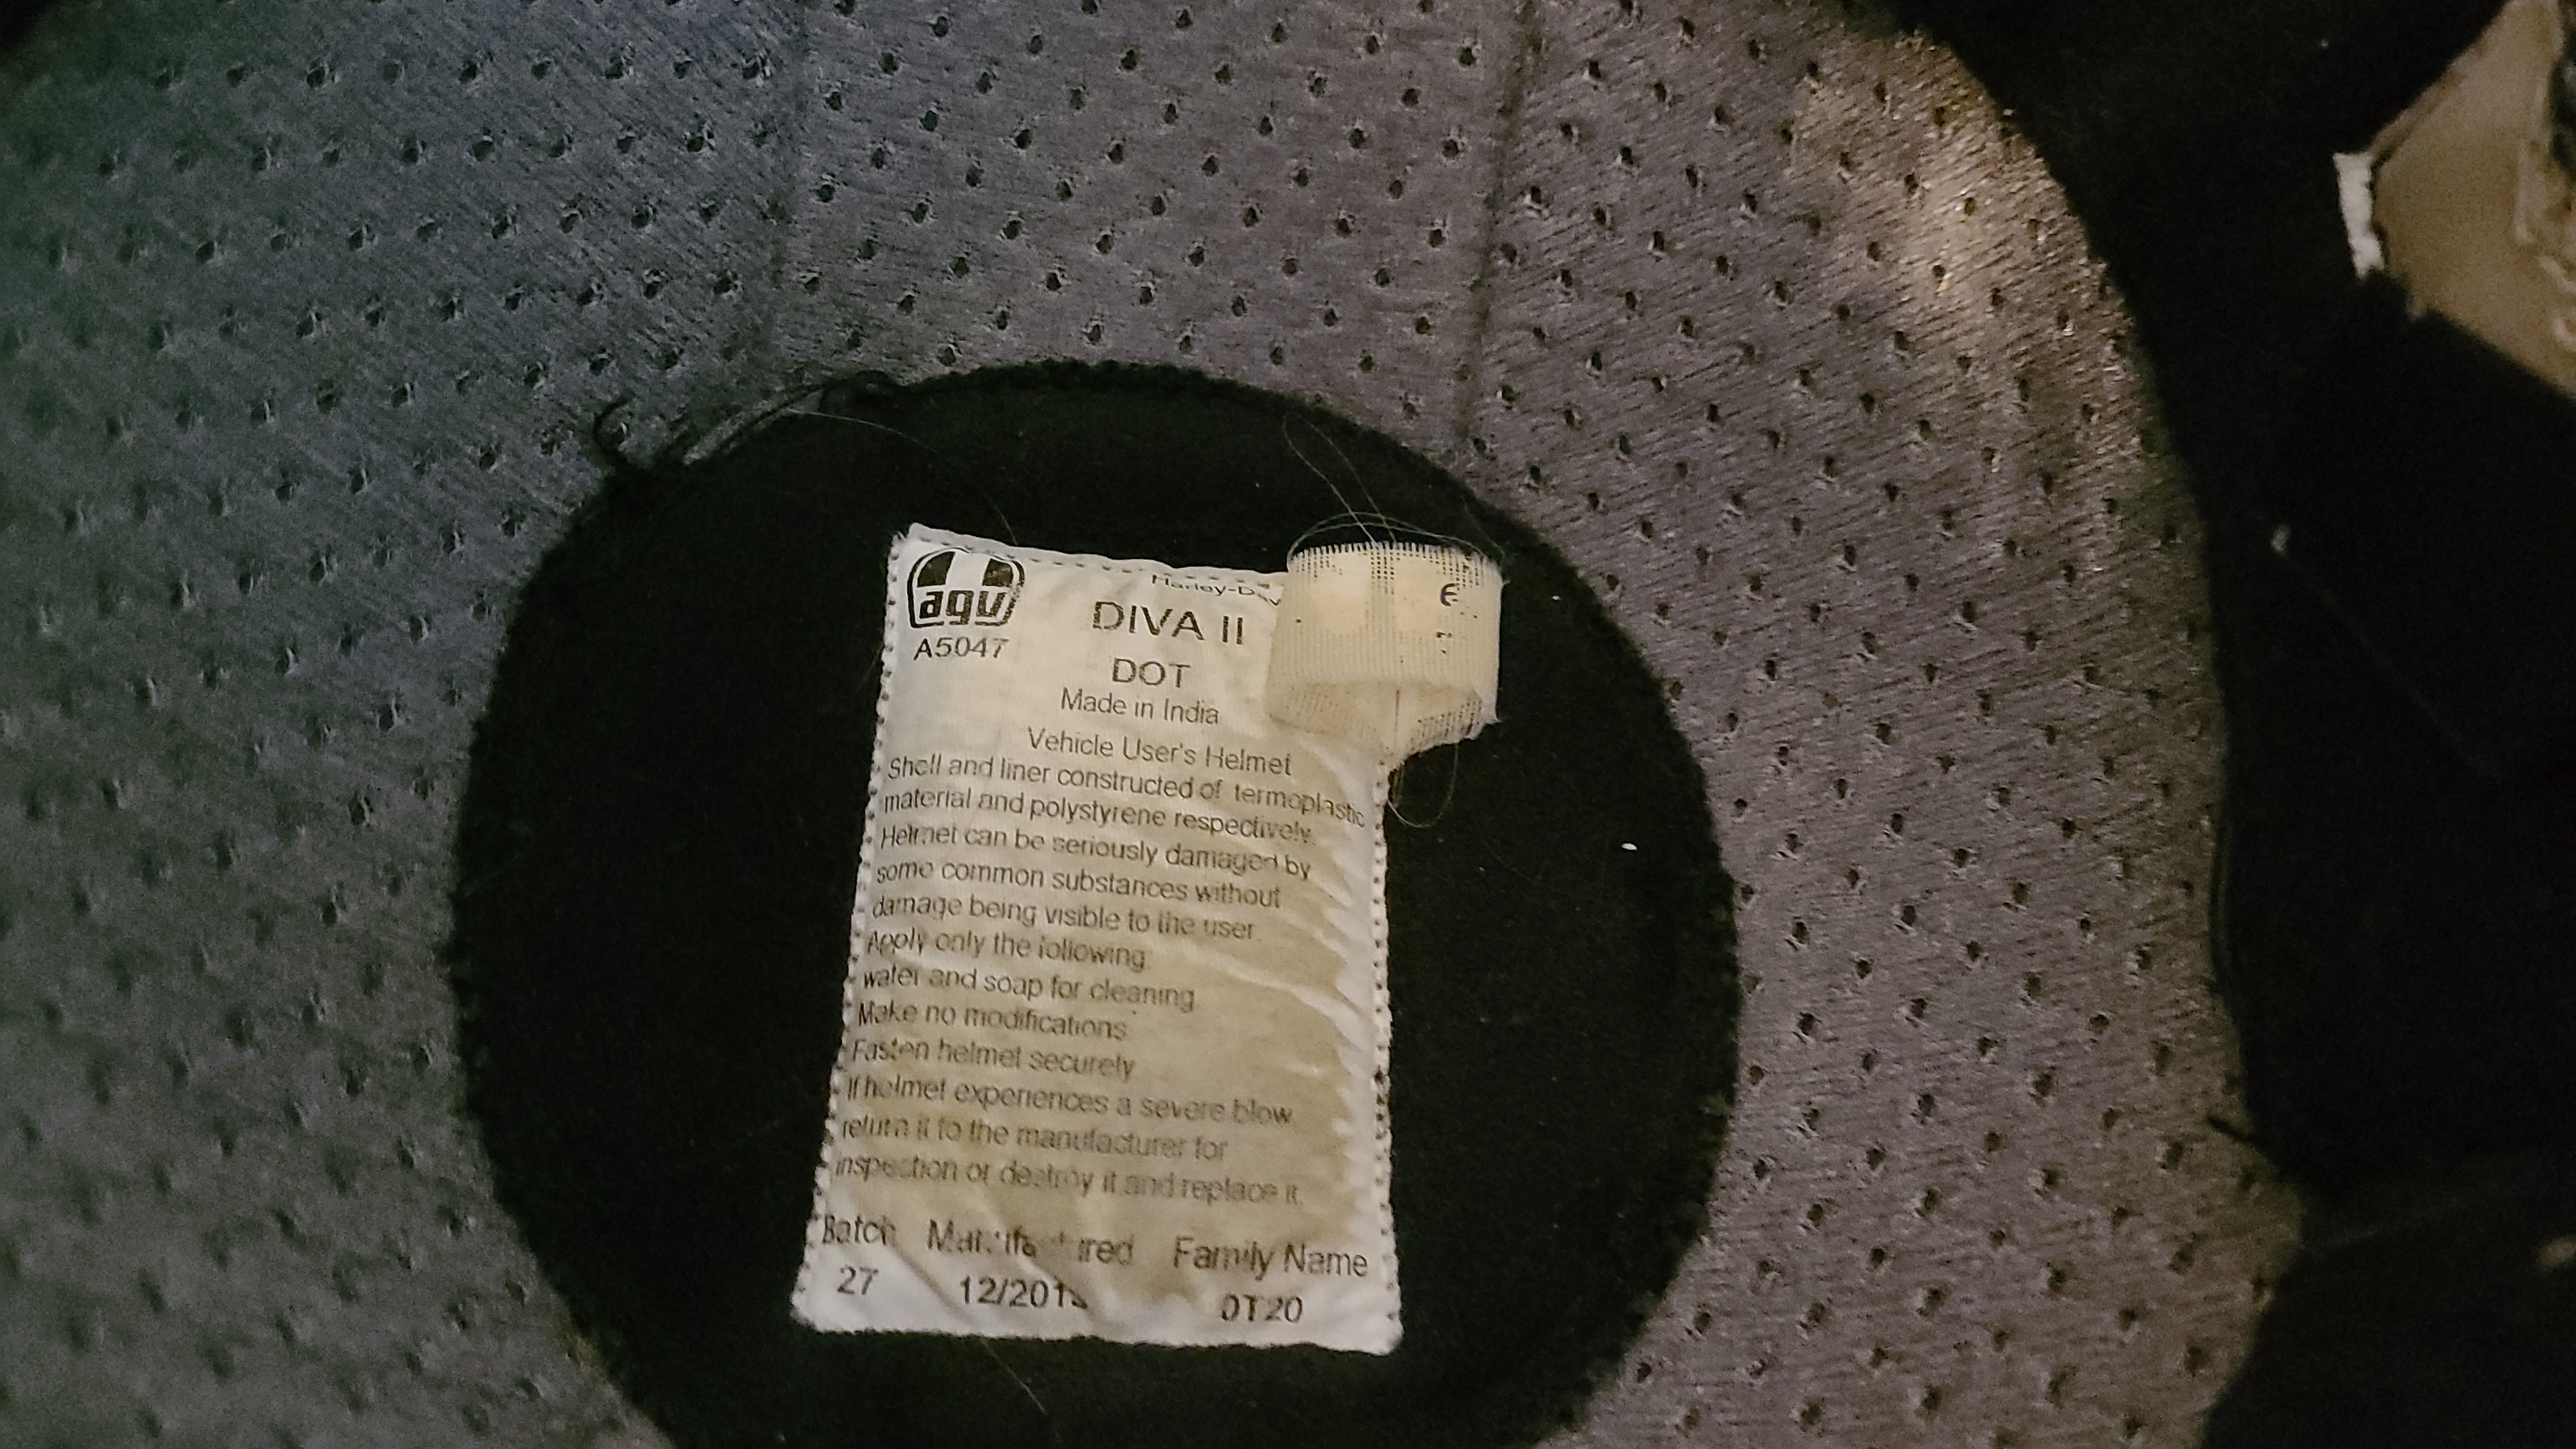 agv
Harley-Dav
A5047
DIVA II
DOT
Made in India
Vehicle User's Helmet
Shell and liner constructed of termoplastic
material and polystyrene respectively.
Helmet can be seriously damaged by
some common substances without
damage being visible to the user.
Apply only the following:
water and soap for cleaning.
Make no modifications
Fasten helmet securely
If helmet experiences a severe blow
return it to the manufacturer for
inspection or destroy it and replace it.
Batch Manufactured Family Name
27 0T20